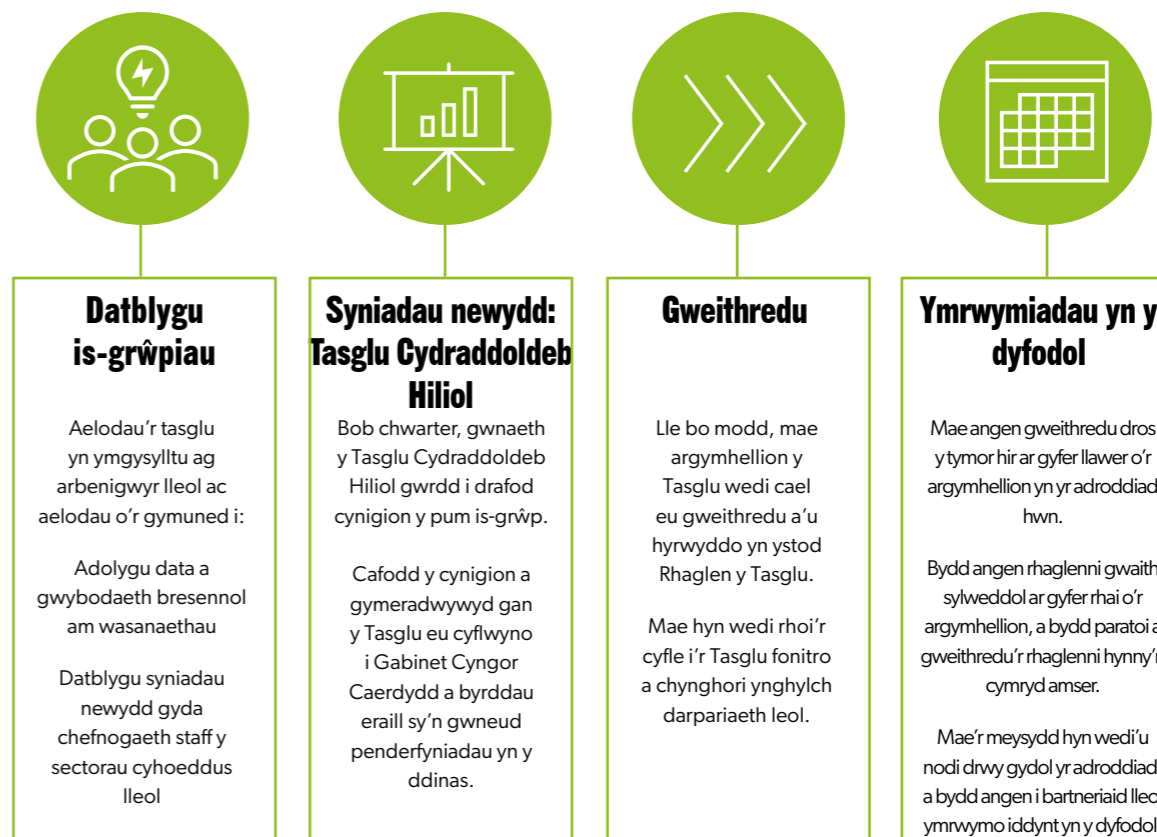 Datblygu
is-grŵpiau
Aelodau'r tasglu
yn ymgysylltu ag
arbenigwyr lleol ac
aelodau o'r gymuned i:
Adolygu data a
gwybodaeth bresennol
am wasanaethau
Datblygu syniadau
newydd gyda
chefnogaeth staff y
sectorau cyhoeddus
lleol
Syniadau newydd:
Tasglu Cydraddoldeb
Hiliol
Bob chwarter, gwnaeth
y Tasglu Cydraddoldeb
Hiliol gwrdd i drafod
cynigion y pum is-grŵp.
Cafodd y cynigion a
gymeradwywyd gan
y Tasglu eu cyflwyno
i Gabinet Cyngor
Caerdydd a byrddau
eraill sy'n gwneud
penderfyniadau yn y
ddinas.
Gweithredu
Lle bo modd, mae
argymhellion y
Tasglu wedi cael
eu gweithredu a'u
hyrwyddo yn ystod
Rhaglen y Tasglu.
Mae hyn wedi rhoi'r
cyfle i'r Tasglu fonitro
a chynghori ynghylch
darpariaeth leol.
Ymrwymiadau yn y
dyfodol
Mae angen gweithredu dros
y tymor hir ar gyfer llawer o'r
argymhellion yn yr adroddiad
hwn.
Bydd angen rhaglenni gwaith
sylweddol ar gyfer rhai o'r
argymhellion, a bydd paratoi a
gweithredu'r rhaglenni hynny'n
cymryd amser.
Mae'r meysydd hyn wedi'u
nodi drwy gydol yr adroddiad
a bydd angen i bartneriaid lleol
ymrwymo iddynt yn y dyfodol.